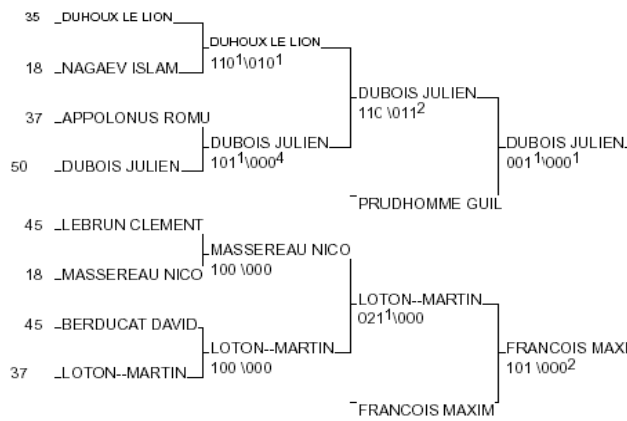 35 DUHOUX LE LION
DUHOUX LE LION
110¹\010¹
18 NAGAEV ISLAM
DUBOIS JULIEN
11C \011²
37 APPOLONUS ROMU
DUBOIS JULIEN
101¹\000⁴
50 DUBOIS JULIEN
DUBOIS JULIEN
001¹\000¹
PRUDHOMME GUIL
45 LEBRUN CLEMENT
MASSEREAU NICO
100 \000
18 MASSEREAU NICO
LOTON--MARTIN
021¹\000
45 BERDUCAT DAVID
LOTON--MARTIN
100 \000
37 LOTON--MARTIN
FRANCOIS MAXI
101 \000²
FRANCOIS MAXIM